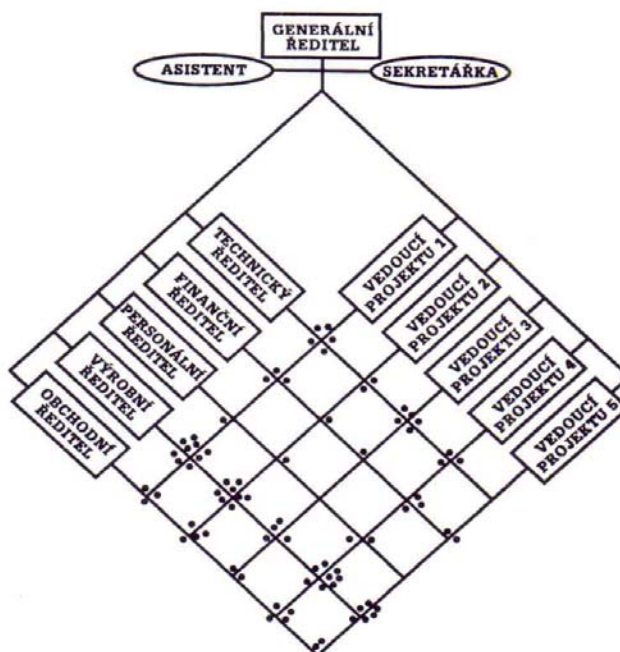 GENERÁLNÍ
ŘEDITEL
ASISTENT
SEKRETÁŘKA
TECHNICKÝ
ŘEDITEL
FINANČNÍ
ŘEDITEL
PERSONÁLNÍ
ŘEDITEL
VÝROBNÍ
ŘEDITEL
OBCHODNÍ
ŘEDITEL
VEDOUCÍ
PROJEKTU 1
VEDOUCÍ
PROJEKTU 2
VEDOUCÍ
PROJEKTU 3
VEDOUCÍ
PROJEKTU 4
VEDOUCÍ
PROJEKTU 5